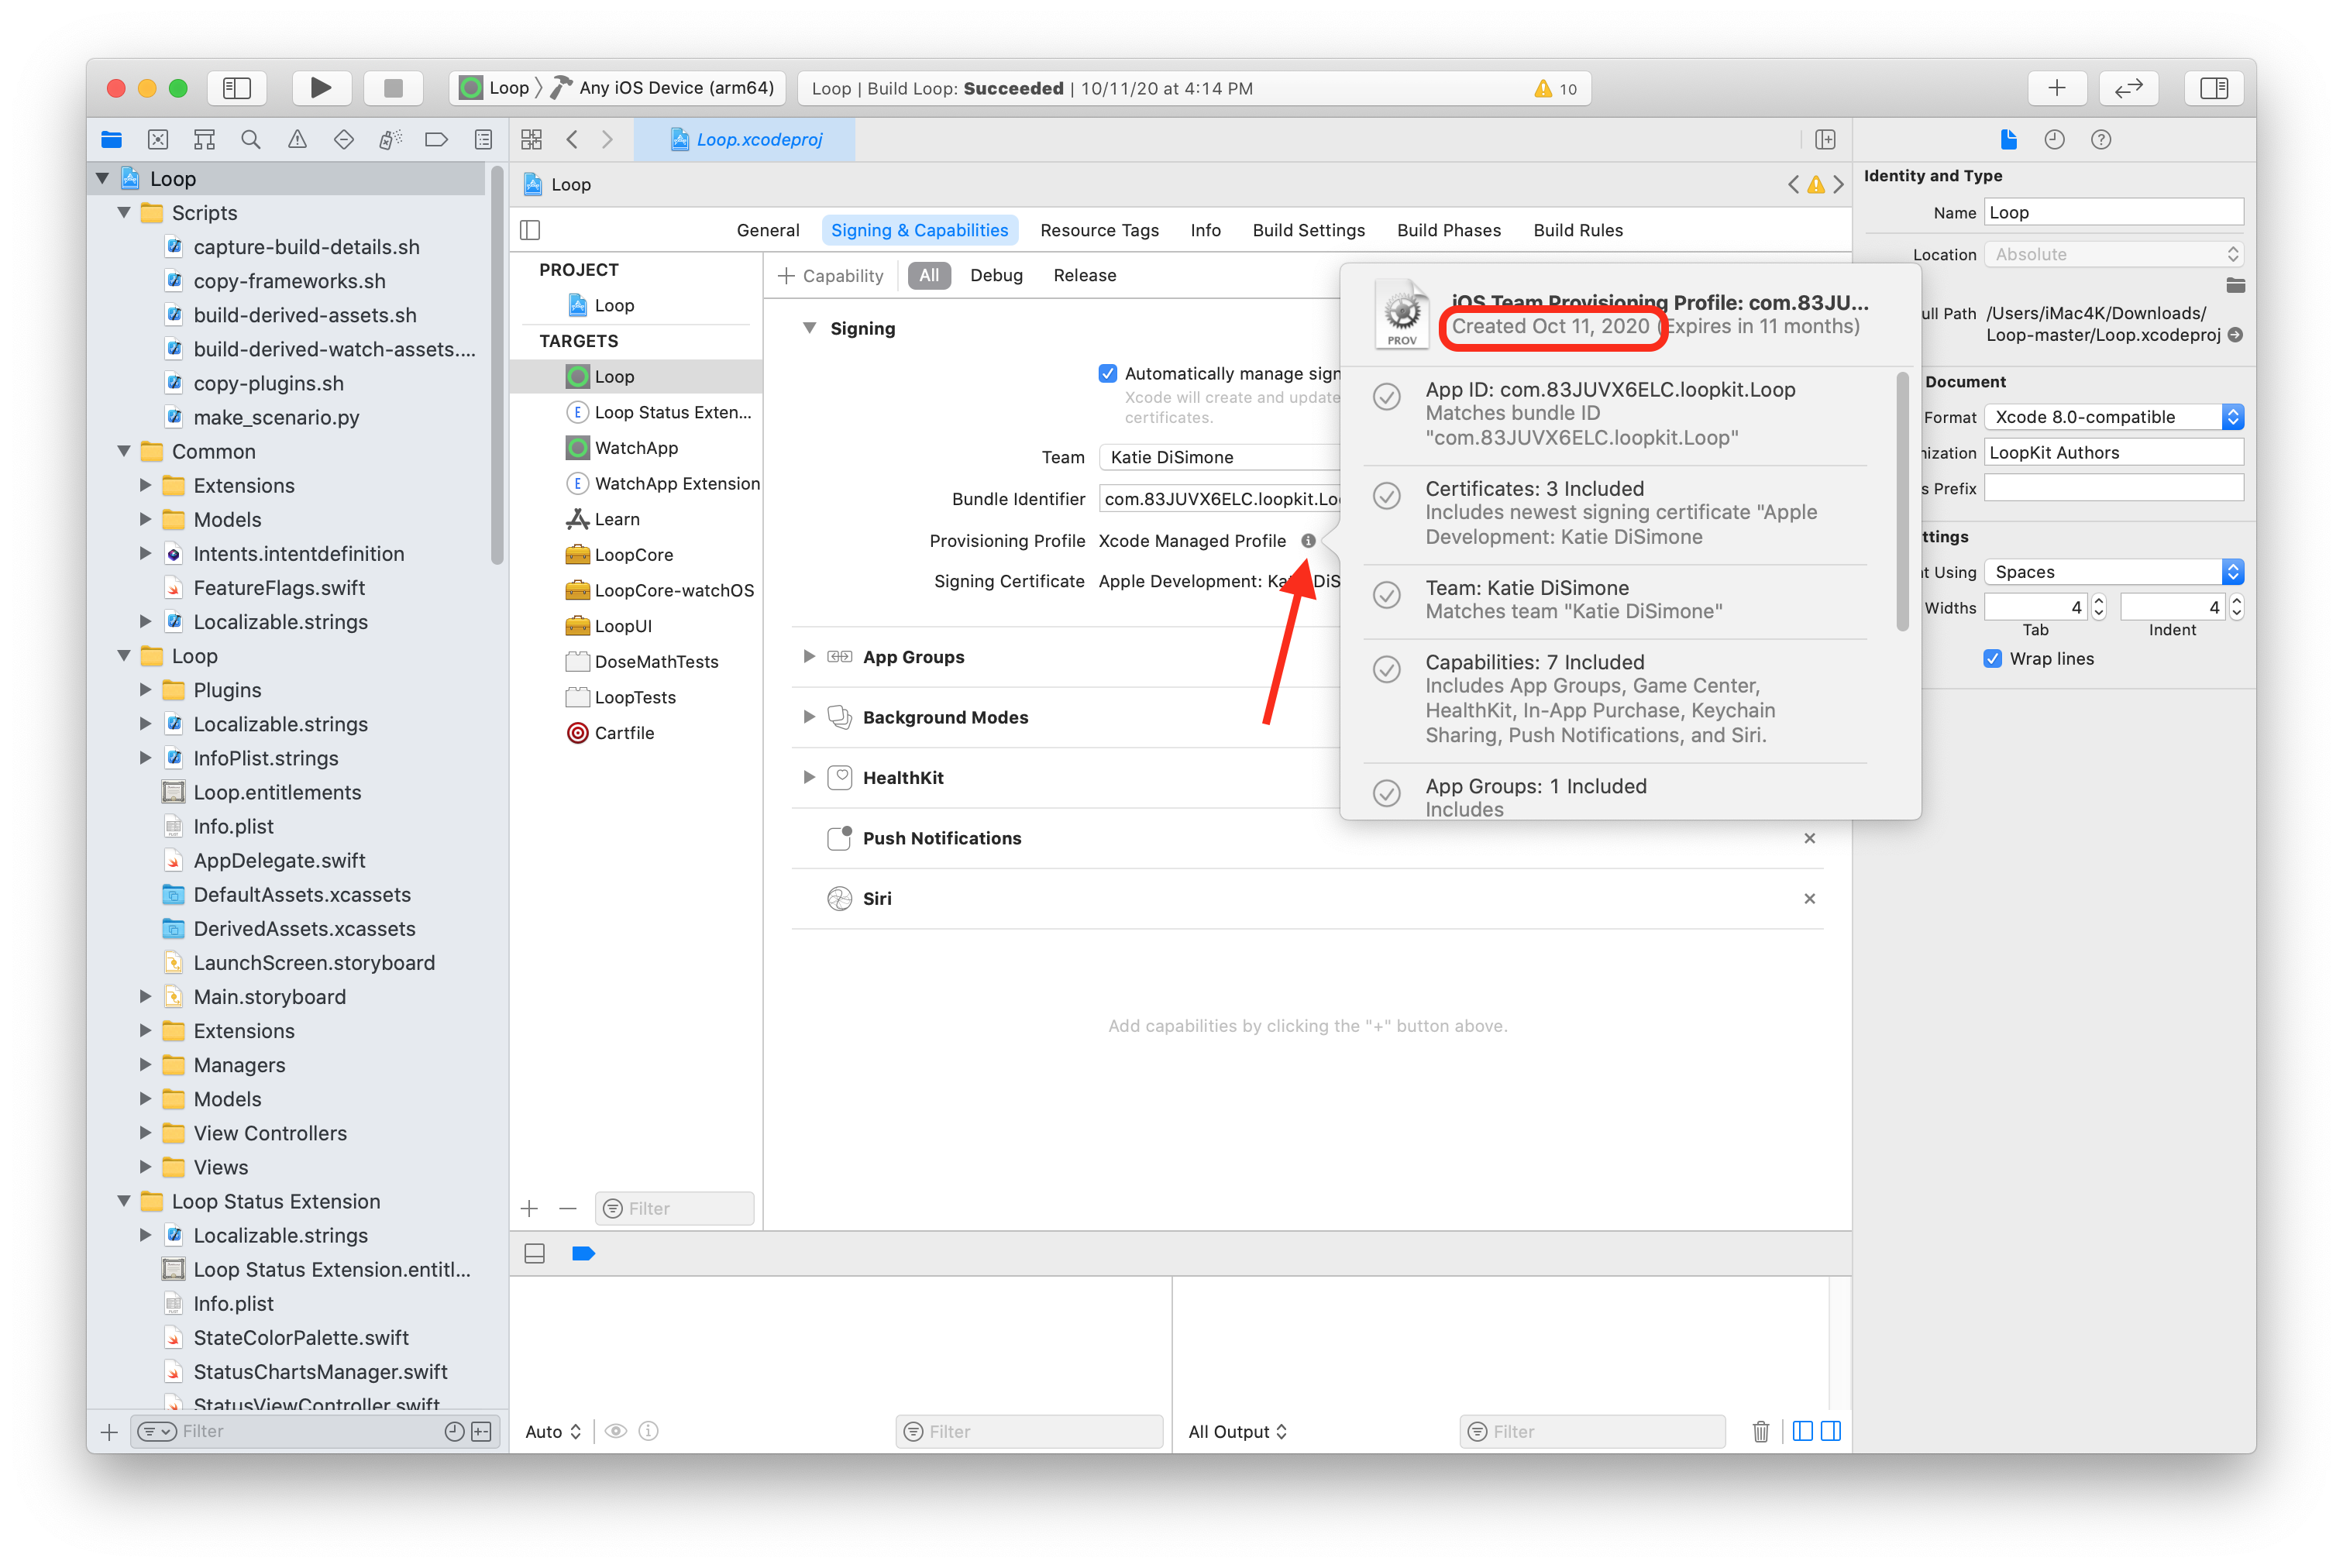 Loop
Any iOS Device (arm64)
Loop | Build Loop: Succeeded | 10/11/20 at 4:14 PM
10
Loop
Scripts
capture-build-details.sh
copy-frameworks.sh
build-derived-assets.sh
build-derived-watch-assets....
copy-plugins.sh
make_scenario.py
Common
Extensions
Models
Intents.intentdefinition
FeatureFlags.swift
Localizable.strings
Loop
Plugins
Localizable.strings
InfoPlist.strings
Loop.entitlements
Info.plist
AppDelegate.swift
DefaultAssets.xcassets
DerivedAssets.xcassets
LaunchScreen.storyboard
Main.storyboard
Extensions
Managers
Models
View Controllers
Views
Loop Status Extension
Localizable.strings
Loop Status Extension.entitl...
Info.plist
StateColorPalette.swift
StatusChartsManager.swift
StatusViewController.swift
Filter
Loop.xcodeproj
Loop
General
Signing & Capabilities
Resource Tags
Info
Build Settings
Build Phases
Build Rules
PROJECT
Loop
TARGETS
Loop
Loop Status Exten...
WatchApp
WatchApp Extension
Learn
LoopCore
LoopCore-watchOS
LoopUI
DoseMathTests
LoopTests
Cartfile
Filter
Capability
All
Debug
Release
Signing
Automatically manage sign
Xcode will create and update
certificates.
Team
Katie DiSimone
Bundle Identifier
com.83JUVX6ELC.loopkit.Loo
Provisioning Profile
Xcode Managed Profile
Signing Certificate
Apple Development: Ka DiS
App Groups
Background Modes
HealthKit
Push Notifications
Siri
Add capabilities by clicking the "+" button above.
PROV
iOS Team Provisioning Profile: com.83JU...
Created Oct 11, 2020 (Expires in 11 months)
App ID: com.83JUVX6ELC.loopkit.Loop
Matches bundle ID
"com.83JUVX6ELC.loopkit.Loop"
Certificates: 3 Included
Includes newest signing certificate "Apple
Development: Katie DiSimone
Team: Katie DiSimone
Matches team "Katie DiSimone"
Capabilities: 7 Included
Includes App Groups, Game Center,
HealthKit, In-App Purchase, Keychain
Sharing, Push Notifications, and Siri.
App Groups: 1 Included
Includes
Auto
Filter
All Output
Filter
Identity and Type
Name
Loop
Location
Absolute
ull Path
/Users/iMac4K/Downloads/
Loop-master/Loop.xcodeproj
Document
Format
Xcode 8.0-compatible
nization
LoopKit Authors
s Prefix
ttings
t Using
Spaces
Widths
4
4
Tab
Indent
Wrap lines